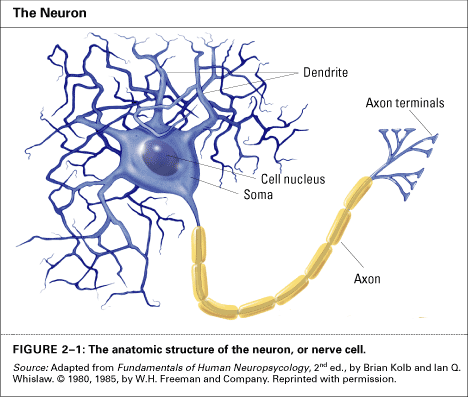 The Neuron
Dendrite
Axon terminals
Cell nucleus
Soma
Axon
FIGURE 2–1: The anatomic structure of the neuron, or nerve cell.
Source: Adapted from Fundamentals of Human Neuropsycology, 2nd ed., by Brian Kolb and Ian Q.
Whislaw. © 1980, 1985, by W.H. Freeman and Company. Reprinted with permission.